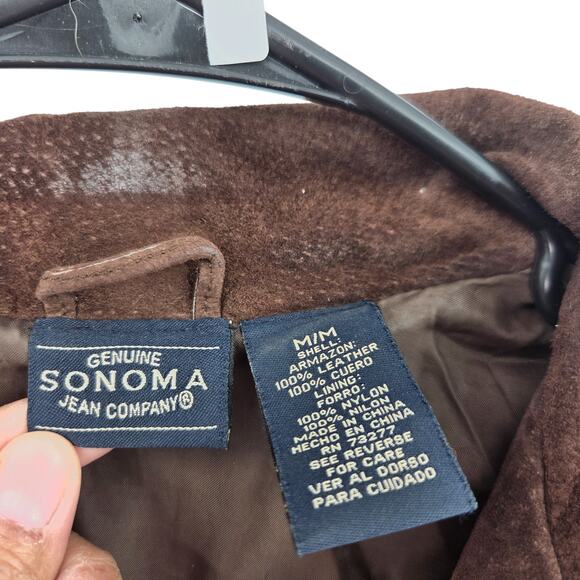 GENUINE
SONOMA
JEAN COMPANY®
M/M
SHELL:
ARMAZON:
100% LEATHER
100% CUERO
LINING:
FORRO:
100% NYLON
100% NILON
MADE IN CHINA
HECHO EN CHINA
RN 73277
SEE REVERSE
FOR CARE
VER AL DORSO
PARA CUIDADO